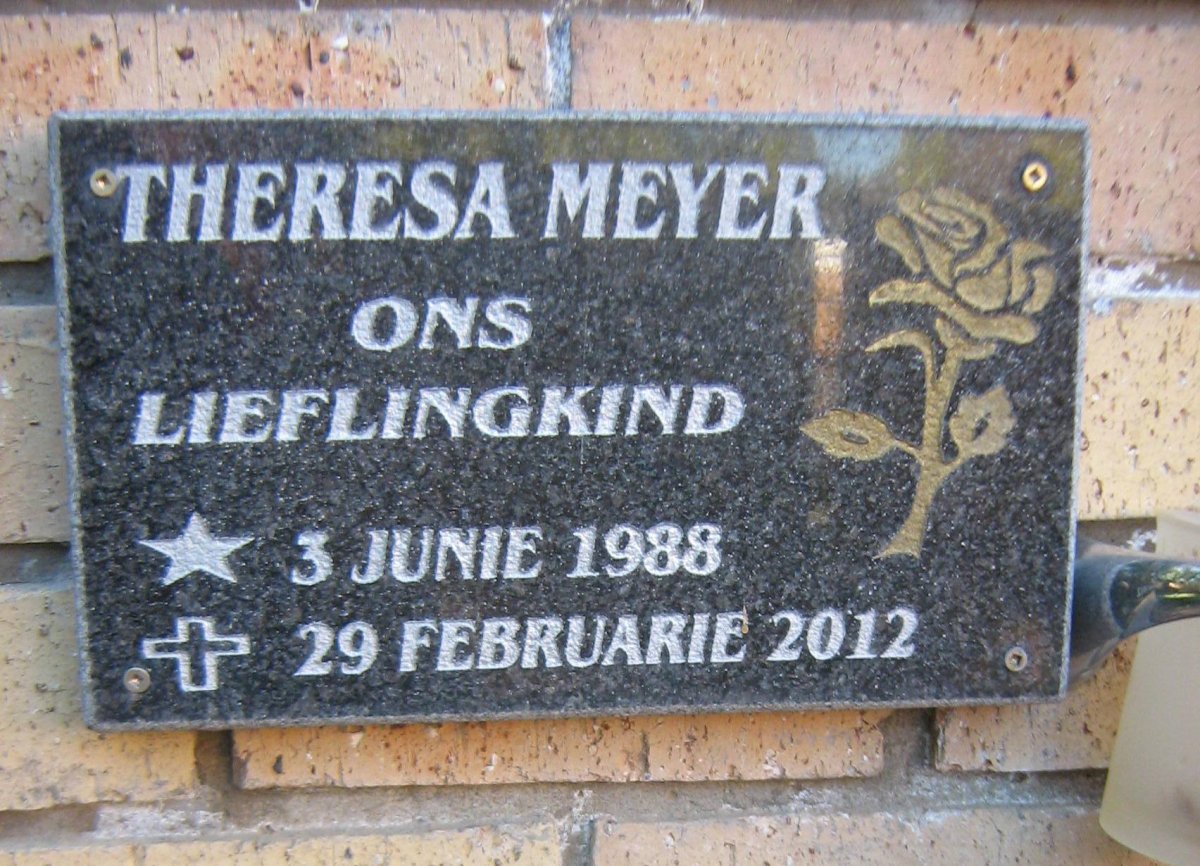 THERESA MEYER
ONS
LIEFLINGKIND
3 JUNIE 1988
29 FEBRUARIE 2012